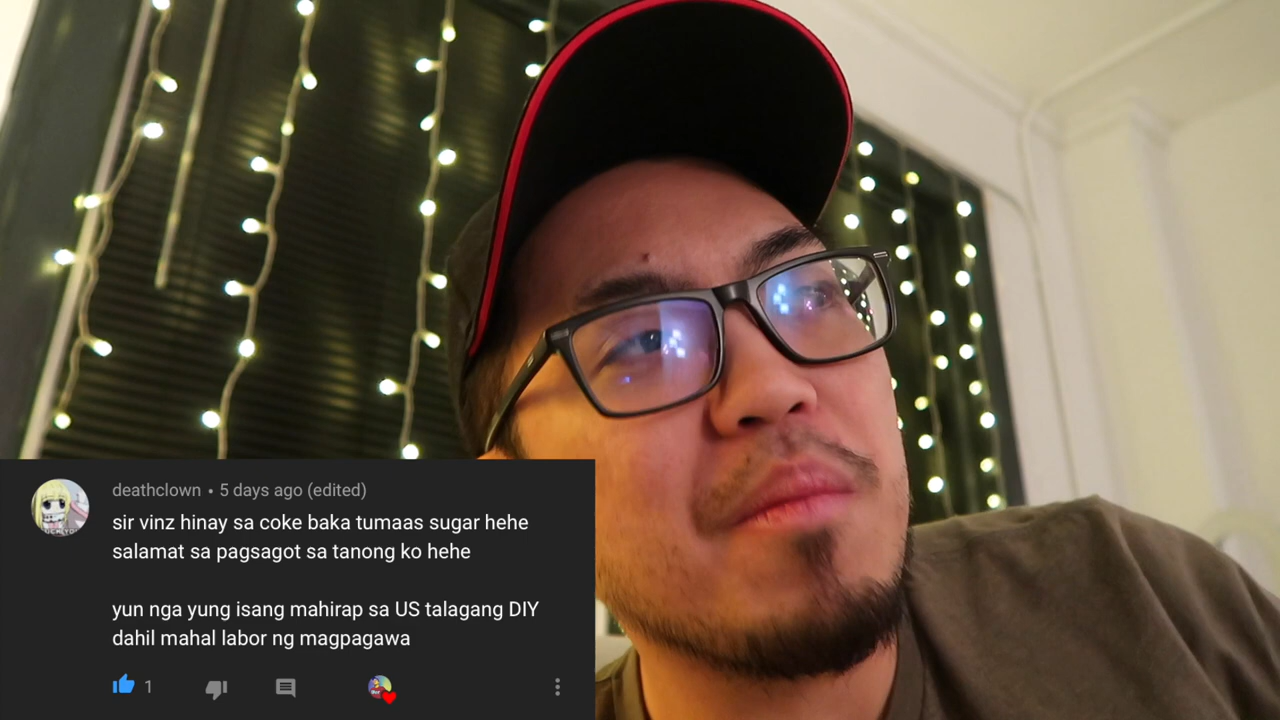 deathclown • 5 days ago (edited)
sir vinz hinay sa coke baka tumaas sugar hehe
salamat sa pagsagot sa tanong ko hehe
yun nga yung isang mahirap sa US talagang DIY
dahil mahal labor ng magpagawa
1